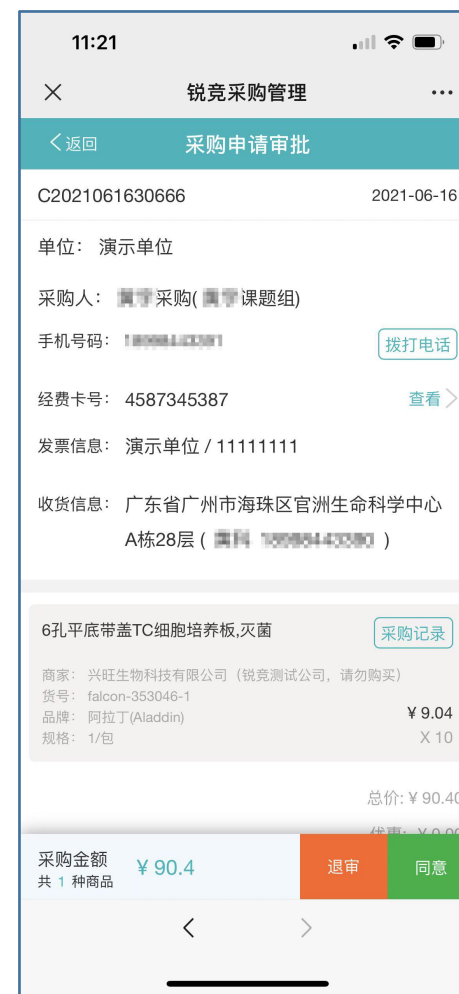 11:21
锐竞采购管理
返回 采购申请审批
C2021061630666 2021-06-16
单位: 演示单位
采购人: 采购( 课题组)
手机号码: 拨打电话
经费卡号: 4587345387 查看
发票信息: 演示单位 / 11111111
收货信息: 广东省广州市海珠区官洲生命科学中心
A栋28层 ( )
6孔平底带盖TC细胞培养板,灭菌 采购记录
商家: 兴旺生物科技有限公司（锐竞测试公司，请勿购买）
货号: falcon-353046-1
品牌: 阿拉丁(Aladdin) ¥ 9.04
规格: 1/包 X 10
总价: ¥ 90.40
采购金额 ¥ 90.4 退审 同意
共 1 种商品